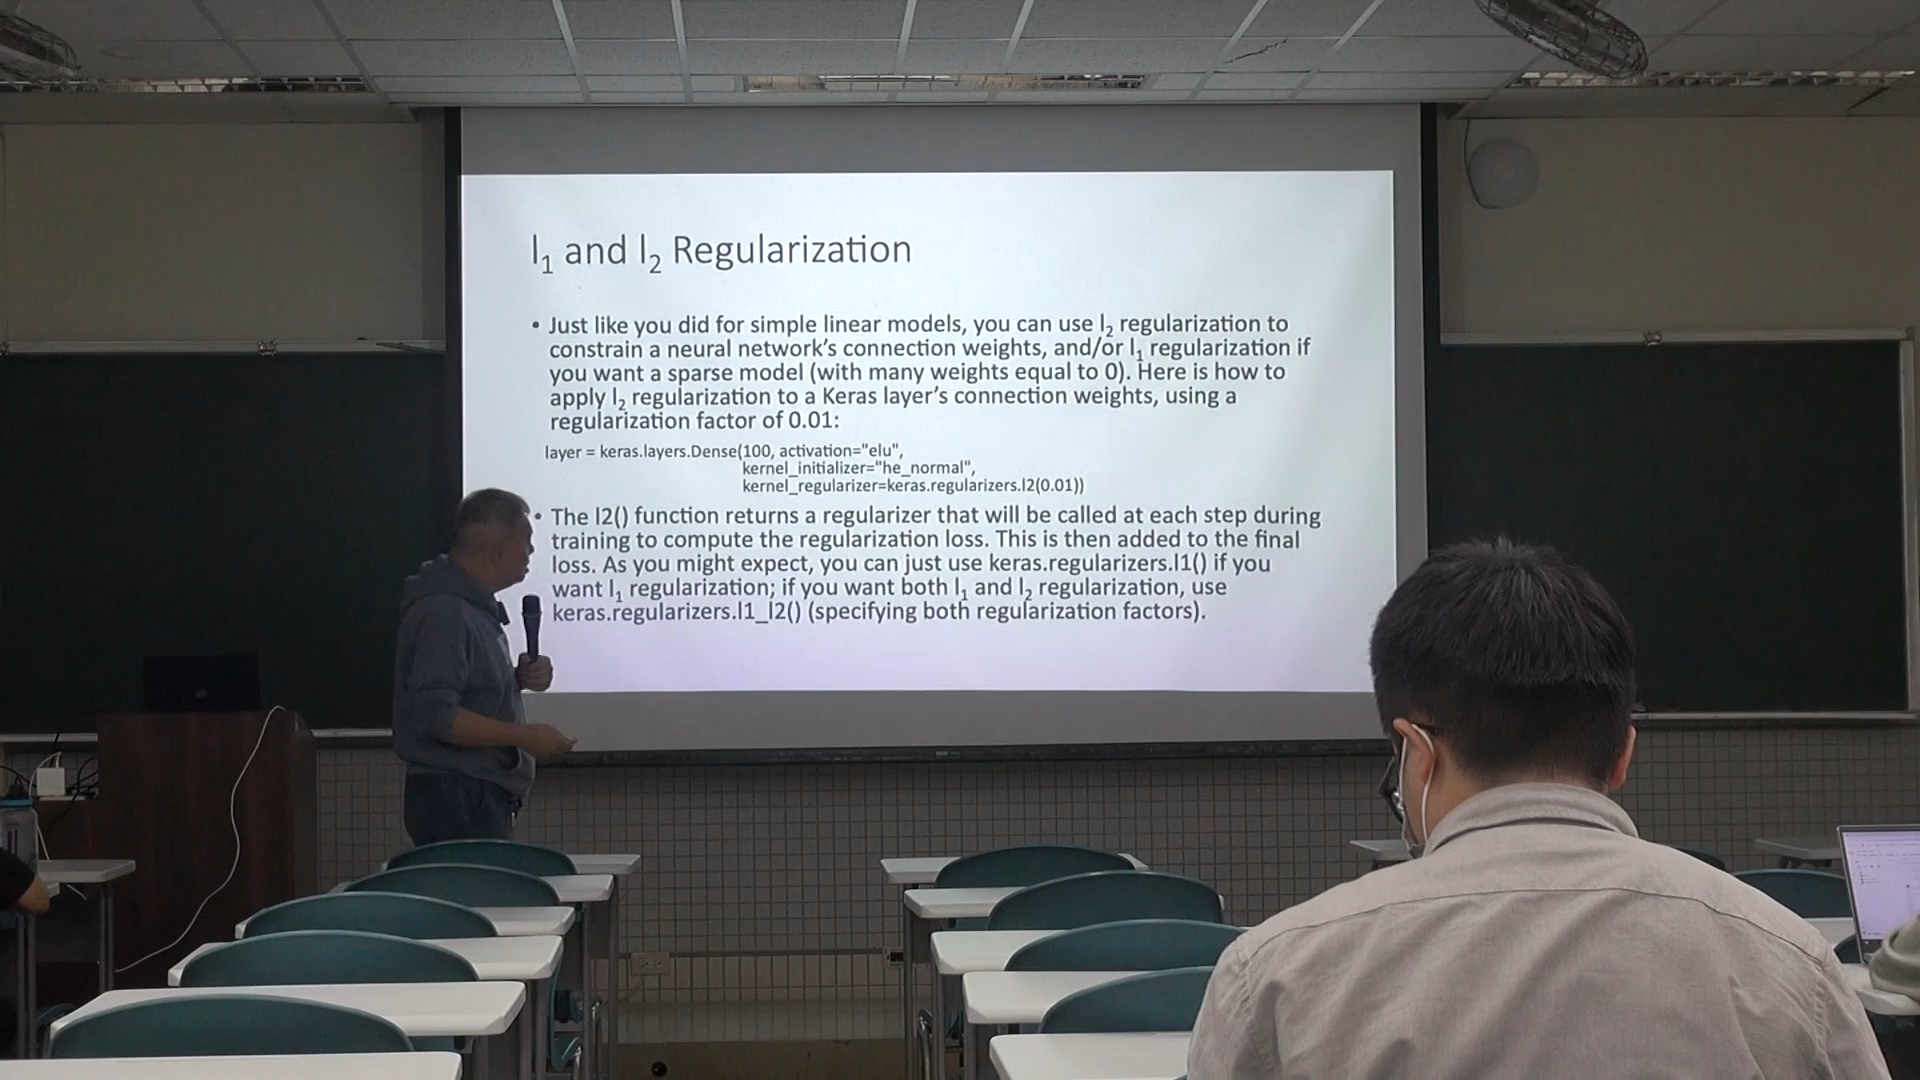 l₁ and l₂ Regularization
• Just like you did for simple linear models, you can use l₂ regularization to
constrain a neural network's connection weights, and/or l₁ regularization if
you want a sparse model (with many weights equal to 0). Here is how to
apply l₂ regularization to a Keras layer's connection weights, using a
regularization factor of 0.01:
layer = keras.layers.Dense(100, activation="elu",
kernel_initializer="he_normal",
kernel_regularizer=keras.regularizers.l2(0.01))
• The l2() function returns a regularizer that will be called at each step during
training to compute the regularization loss. This is then added to the final
loss. As you might expect, you can just use keras.regularizers.l1() if you
want l₁ regularization; if you want both l₁ and l₂ regularization, use
keras.regularizers.l1_l2() (specifying both regularization factors).